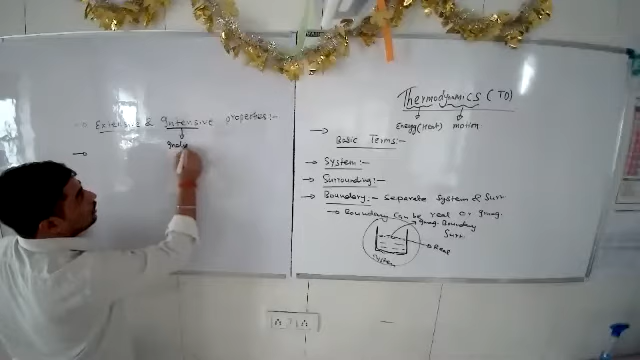 Extensive & Intensive properties:-
Inde
Thermodynamics (TD)
Energy (Heat) motion
Basic Terms:-
→ System:-
→ Surrounding:-
→ Boundary:- separate System & Surr
→ Boundary can be real or Imag.
Imag. Boundary
Surr.
→ Real
System